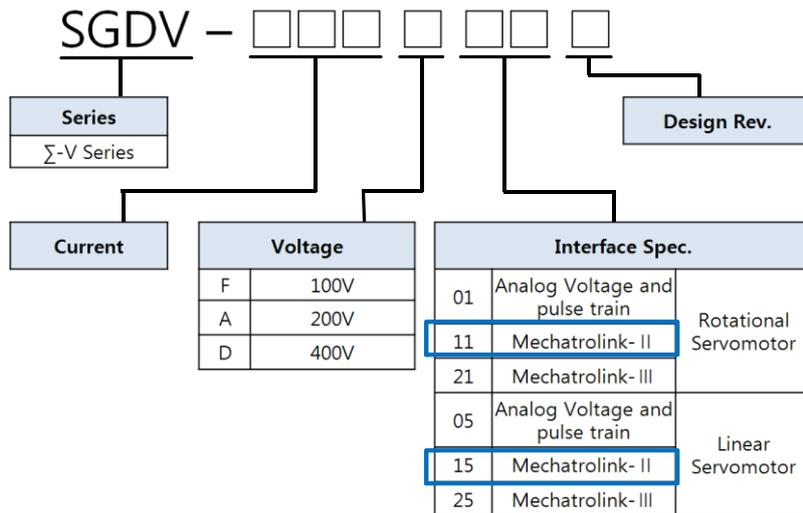 SGDV - □□□ □ □□ □
Series
∑-V Series
Design Rev.
Current
Voltage
F 100V
A 200V
D 400V
Interface Spec.
01 Analog Voltage and
pulse train
11 Mechatrolink-Ⅱ
21 Mechatrolink-Ⅲ
Rotational
Servomotor
05 Analog Voltage and
pulse train
15 Mechatrolink-Ⅱ
25 Mechatrolink-Ⅲ
Linear
Servomotor